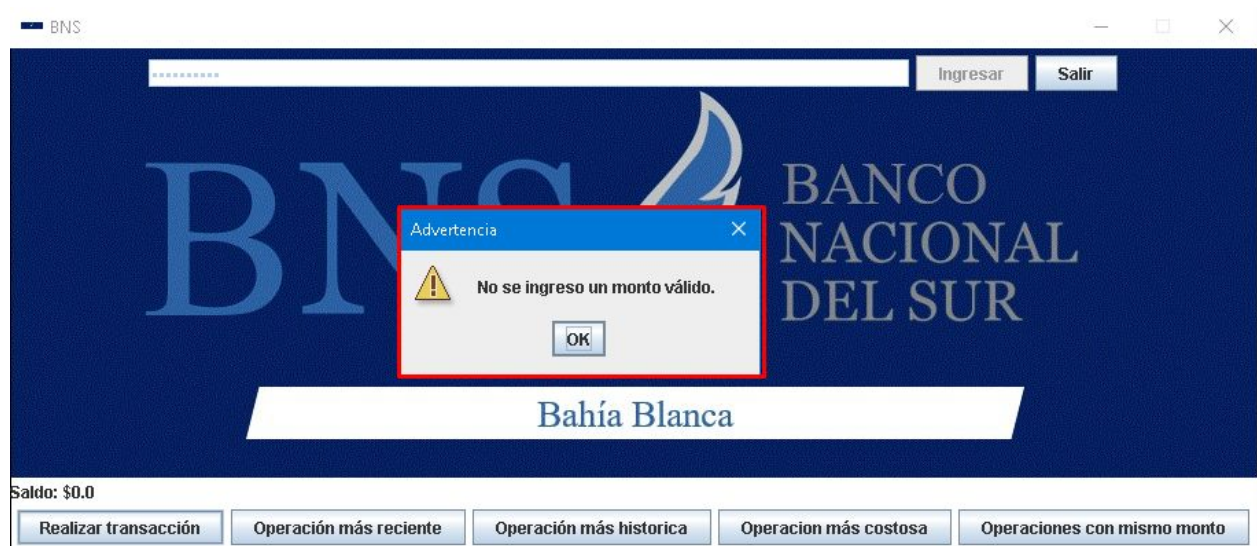 BNS
Ingresar Salir
BNS
BANCO
NACIONAL
DEL SUR
Advertencia
No se ingreso un monto válido.
OK
Bahía Blanca
Saldo: $0.0
Realizar transacción Operación más reciente Operación más historica Operacion más costosa Operaciones con mismo monto